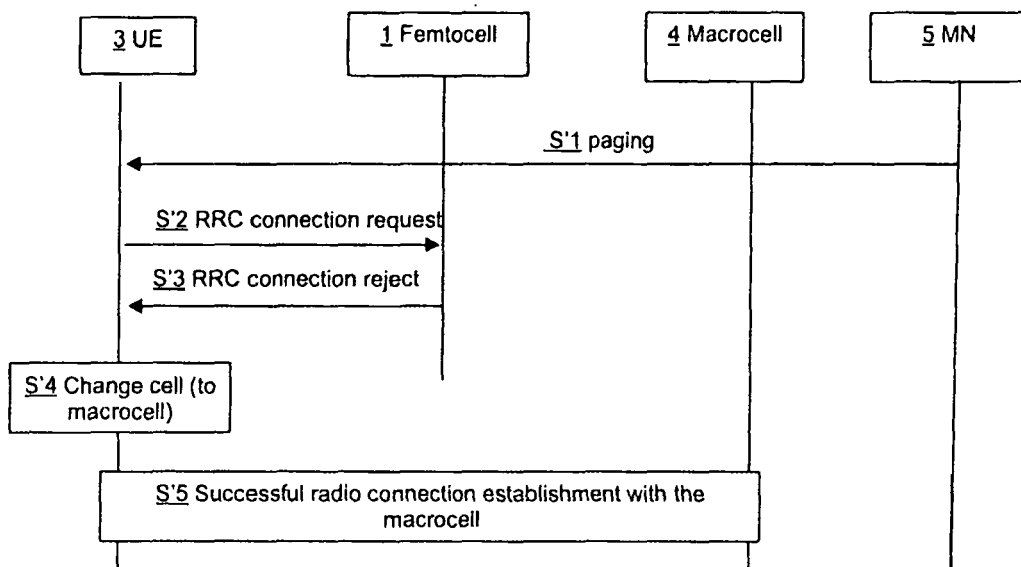 3 UE
1 Femtocell
4 Macrocell
5 MN
S'1 paging
S'2 RRC connection request
S'3 RRC connection reject
S'4 Change cell (to
macrocell)
S'5 Successful radio connection establishment with the
macrocell